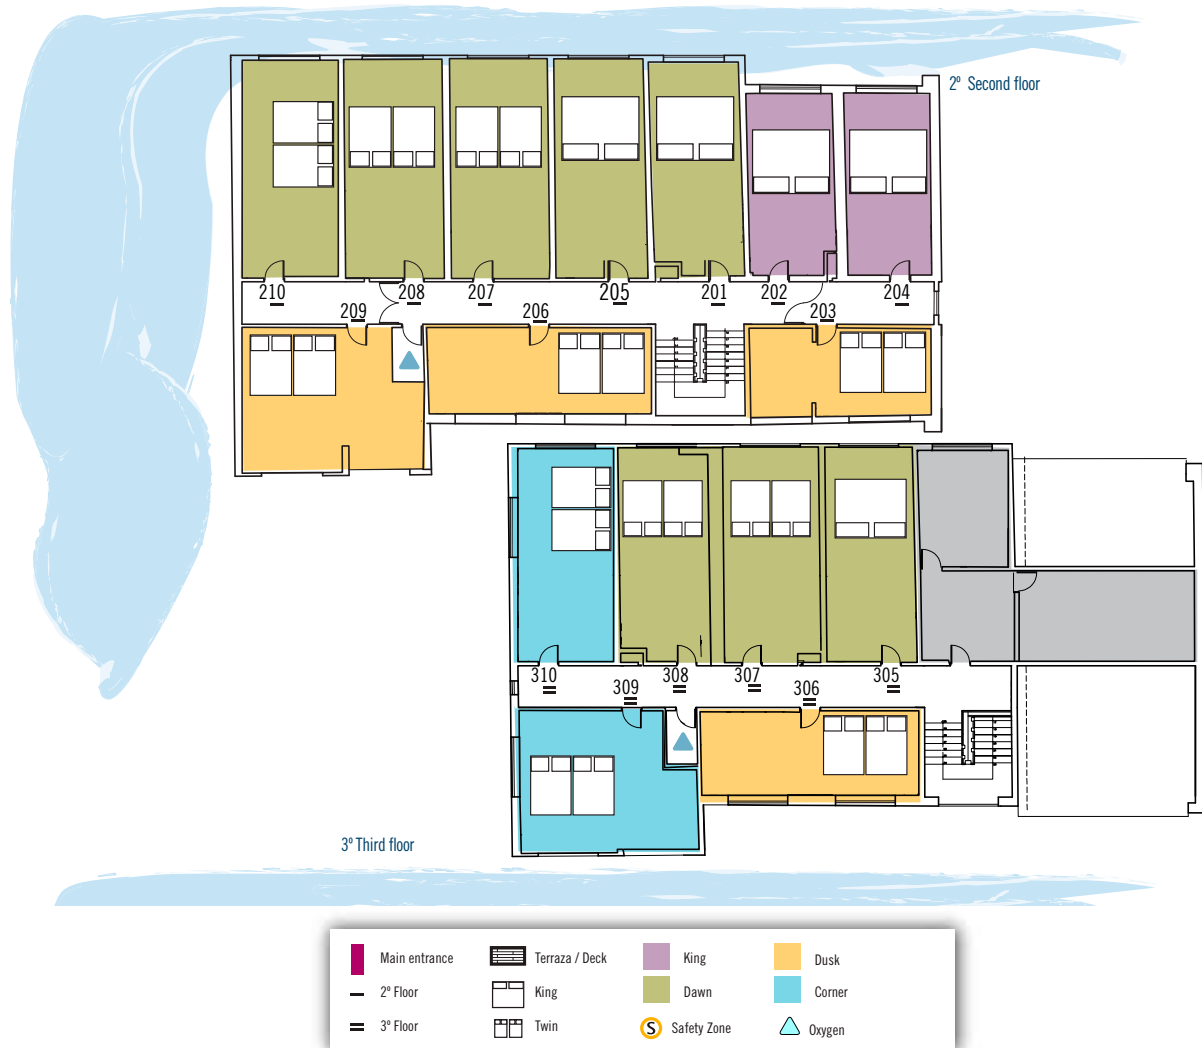 2º Second floor
210
208
207
205
201
202
204
209
206
203
310
308
307
305
309
306
3º Third floor
Main entrance
Terraza / Deck
King
Dusk
2º Floor
King
Dawn
Corner
3º Floor
Twin
S
Safety Zone
Oxygen